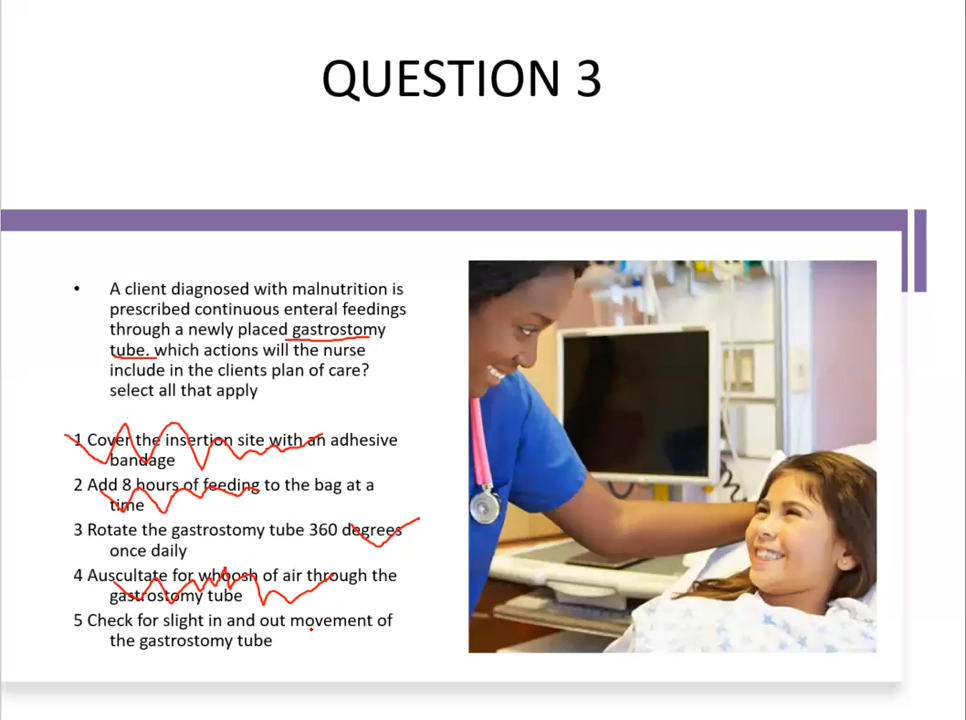 QUESTION 3
• A client diagnosed with malnutrition is
prescribed continuous enteral feedings
through a newly placed gastrostomy
tube. which actions will the nurse
include in the clients plan of care?
select all that apply
1 Cover the insertion site with an adhesive
bandage
2 Add 8 hours of feeding to the bag at a
time
3 Rotate the gastrostomy tube 360 degrees
once daily
4 Auscultate for whoosh of air through the
gastrostomy tube
5 Check for slight in and out movement of
the gastrostomy tube